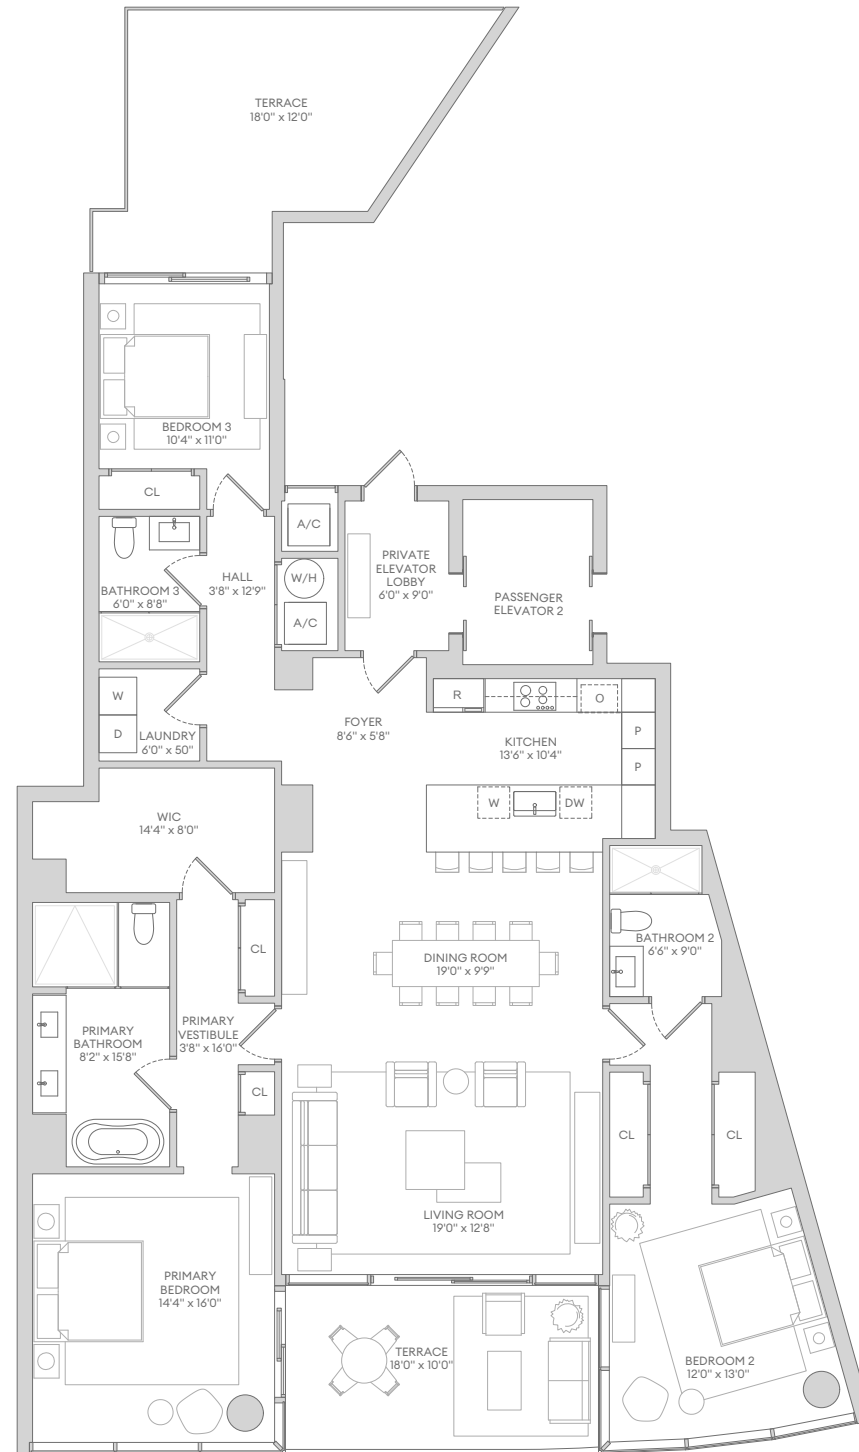 TERRACE
18'0" x 12'0"
BEDROOM 3
10'4" x 11'0"
CL
A/C
W/H
A/C
HALL
3'8" x 12'9"
BATHROOM 3
6'0" x 8'8"
PRIVATE
ELEVATOR
LOBBY
6'0" x 9'0"
PASSENGER
ELEVATOR 2
W
D
LAUNDRY
6'0" x 50"
FOYER
8'6" x 5'8"
R
O
KITCHEN
13'6" x 10'4"
P
P
W
DW
WIC
14'4" x 8'0"
CL
DINING ROOM
19'0" x 9'9"
BATHROOM 2
6'6" x 9'0"
PRIMARY
BATHROOM
8'2" x 15'8"
PRIMARY
VESTIBULE
3'8" x 16'0"
CL
CL
CL
LIVING ROOM
19'0" x 12'8"
PRIMARY
BEDROOM
14'4" x 16'0"
TERRACE
18'0" x 10'0"
BEDROOM 2
12'0" x 13'0"